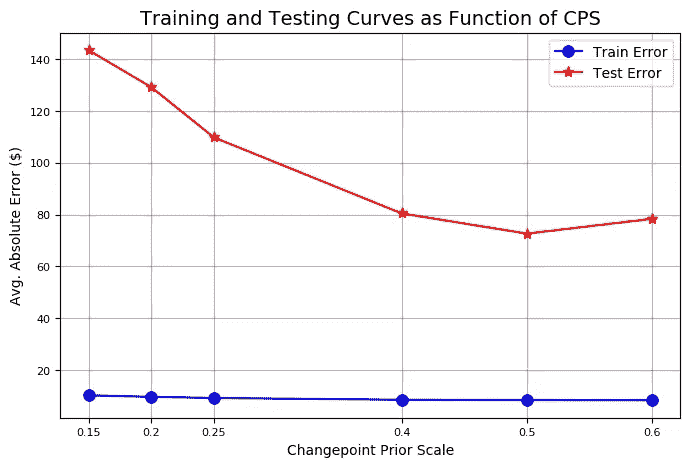 Training and Testing Curves as Function of CPS
Train Error
Test Error
Avg. Absolute Error ($)
140
120
100
80
60
40
20
0.15
0.2
0.25
0.4
0.5
0.6
Changepoint Prior Scale